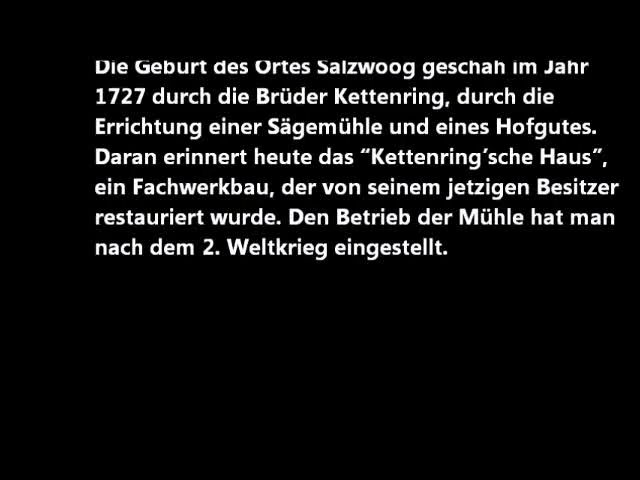 Die Geburt des Ortes Salzwoog geschah im Jahr
1727 durch die Brüder Kettenring, durch die
Errichtung einer Sägemühle und eines Hofgutes.
Daran erinnert heute das “Kettenring’sche Haus”,
ein Fachwerkbau, der von seinem jetzigen Besitzer
restauriert wurde. Den Betrieb der Mühle hat man
nach dem 2. Weltkrieg eingestellt.